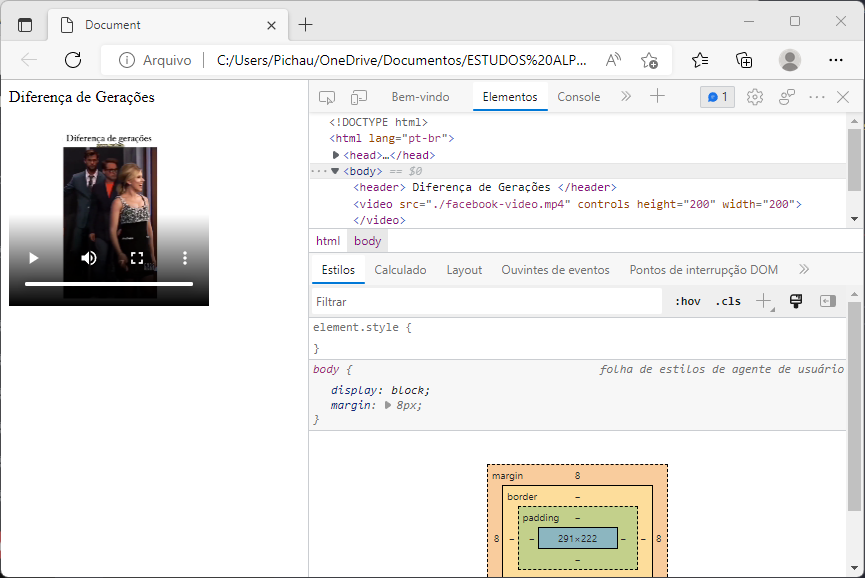 Document
Arquivo
C:/Users/Pichau/OneDrive/Documentos/ESTUDOS%20ALP...
Diferença de Gerações
Diferença de gerações
Bem-vindo
Elementos
Console
1
<!DOCTYPE html>
<html lang="pt-br">
<head>…</head>
<body> == $0
<header> Diferença de Gerações </header>
<video src="./facebook-video.mp4" controls height="200" width="200">
</video>
html body
Estilos Calculado Layout Ouvintes de eventos Pontos de interrupção DOM
Filtrar :hov .cls
element.style {
}
body { folha de estilos de agente de usuário
display: block;
margin: 8px;
}
margin 8
border –
padding –
8 – – 291×222 – – 8
–